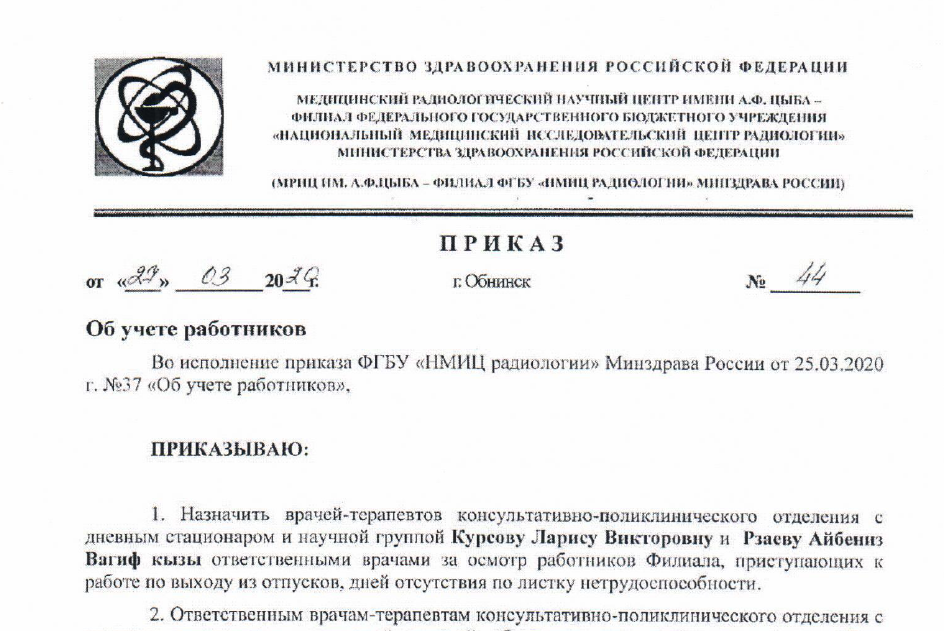 МИНИСТЕРСТВО ЗДРАВООХРАНЕНИЯ РОССИЙСКОЙ ФЕДЕРАЦИИ
МЕДИЦИНСКИЙ РАДИОЛОГИЧЕСКИЙ НАУЧНЫЙ ЦЕНТР ИМЕНИ А.Ф. ЦЫБА –
ФИЛИАЛ ФЕДЕРАЛЬНОГО ГОСУДАРСТВЕННОГО БЮДЖЕТНОГО УЧРЕЖДЕНИЯ
«НАЦИОНАЛЬНЫЙ МЕДИЦИНСКИЙ ИССЛЕДОВАТЕЛЬСКИЙ ЦЕНТР РАДИОЛОГИИ»
МИНИСТЕРСТВА ЗДРАВООХРАНЕНИЯ РОССИЙСКОЙ ФЕДЕРАЦИИ
(МРНЦ ИМ. А.Ф.ЦЫБА – ФИЛИАЛ ФГБУ «НМИЦ РАДИОЛОГИИ» МИНЗДРАВА РОССИИ)
ПРИКАЗ
от «27» 03 2020г. г. Обнинск № 44
Об учете работников
Во исполнение приказа ФГБУ «НМИЦ радиологии» Минздрава России от 25.03.2020
г. №37 «Об учете работников»,
ПРИКАЗЫВАЮ:
1. Назначить врачей-терапевтов консультативно-поликлинического отделения с
дневным стационаром и научной группой Курсову Ларису Викторовну и Рзаеву Айбениз
Вагиф кызы ответственными врачами за осмотр работников Филиала, приступающих к
работе по выходу из отпусков, дней отсутствия по листку нетрудоспособности.
2. Ответственным врачам-терапевтам консультативно-поликлинического отделения с